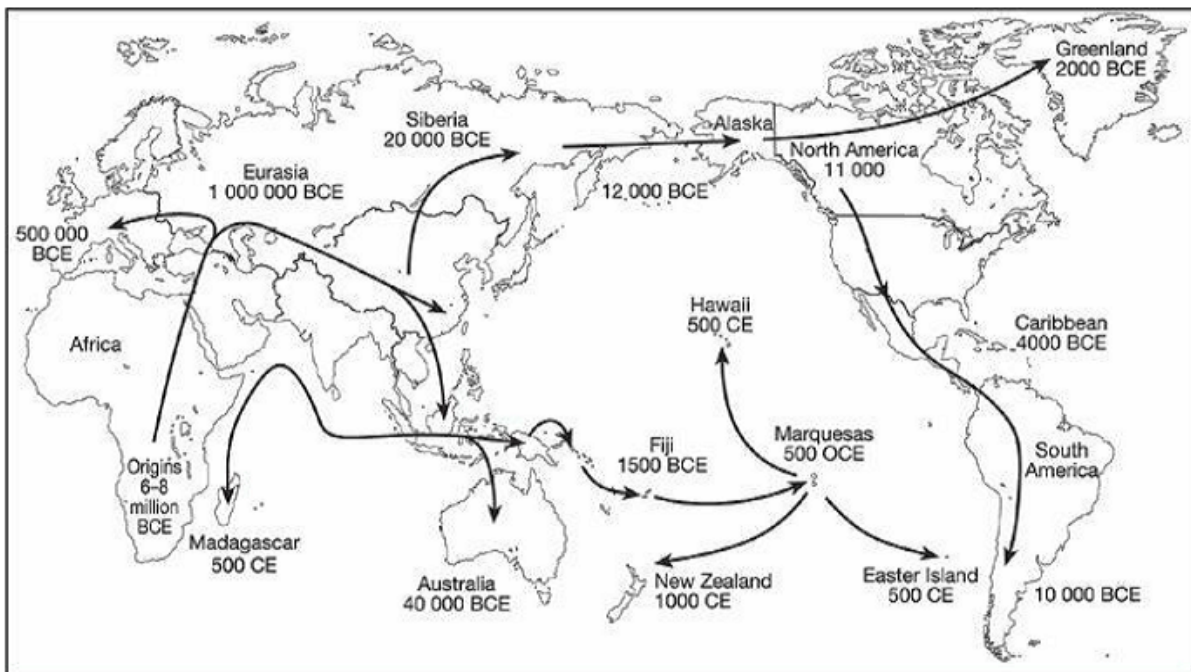 Greenland
2000 BCE
Siberia
20 000 BCE
Alaska
North America
11 000
Eurasia
1 000 000 BCE
12 000 BCE
500 000
BCE
Hawaii
500 CE
Caribbean
4000 BCE
Africa
Fiji
1500 BCE
Marquesas
500 OCE
South
America
Origins
6–8
million
BCE
Madagascar
500 CE
Australia
40 000 BCE
New Zealand
1000 CE
Easter Island
500 CE
10 000 BCE